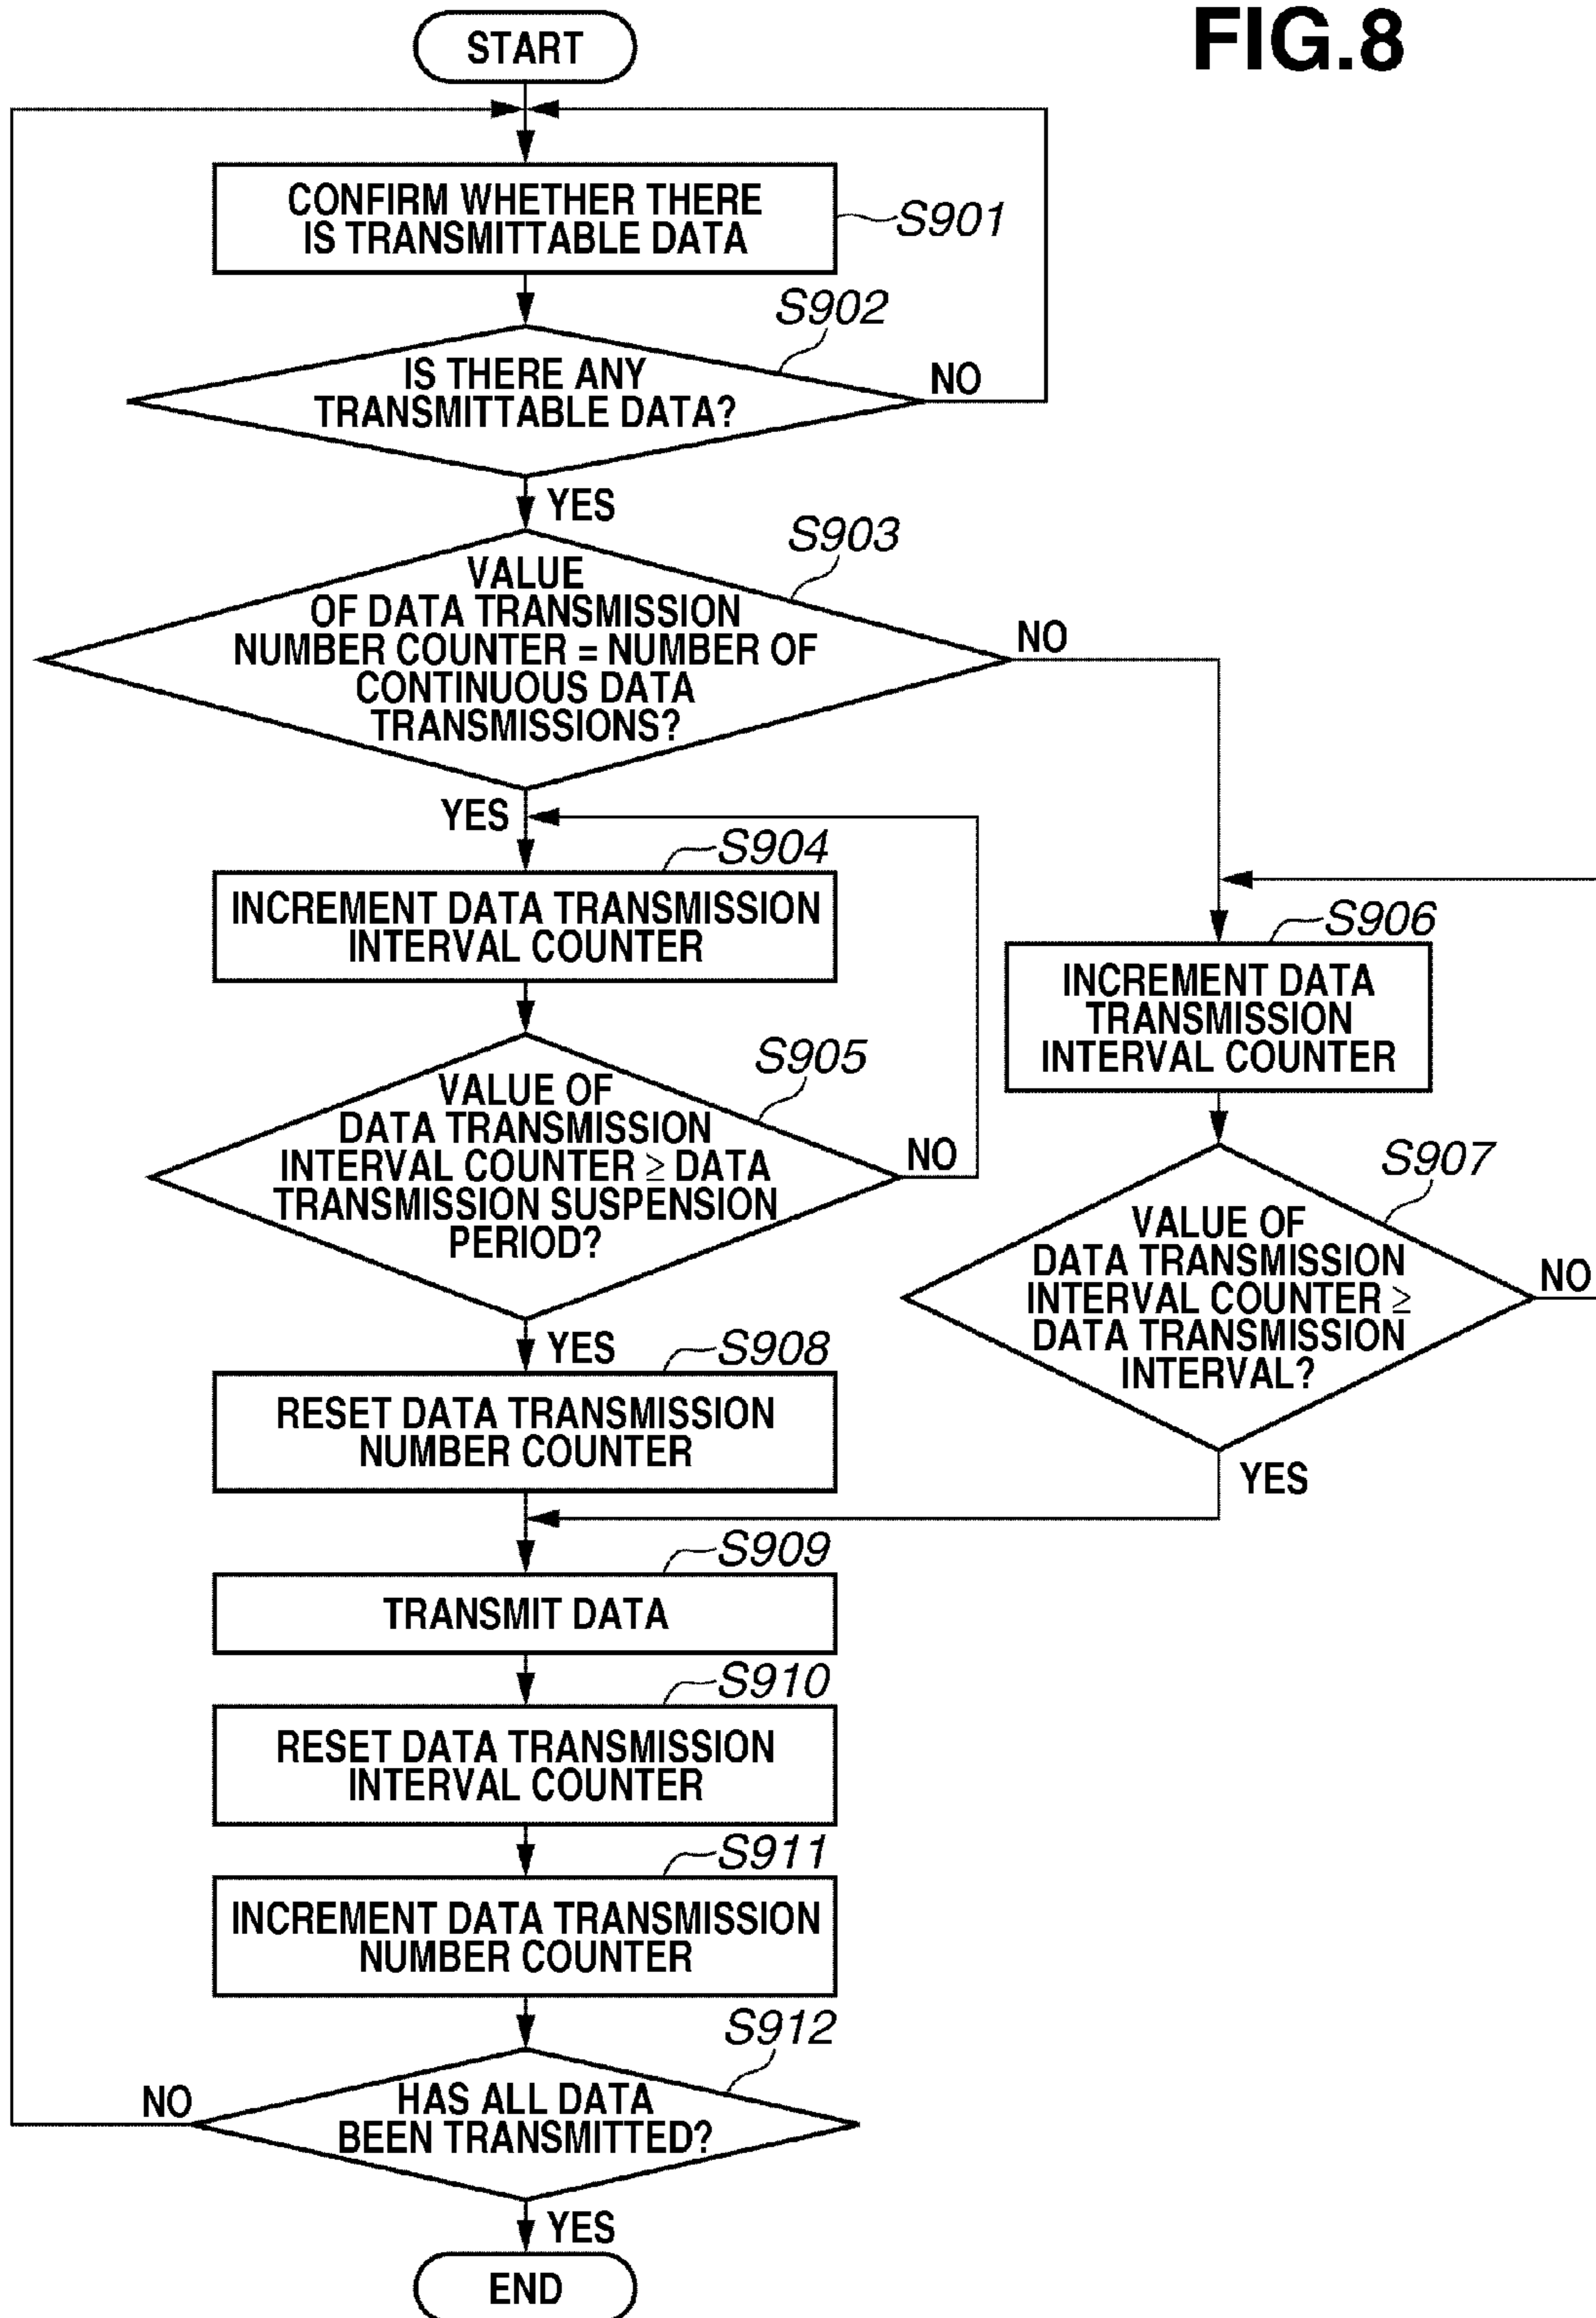 FIG.8
START
CONFIRM WHETHER THERE
IS TRANSMITTABLE DATA
S901
S902
IS THERE ANY
TRANSMITTABLE DATA?
NO
YES
S903
VALUE
OF DATA TRANSMISSION
NUMBER COUNTER = NUMBER OF
CONTINUOUS DATA
TRANSMISSIONS?
NO
YES
S904
INCREMENT DATA TRANSMISSION
INTERVAL COUNTER
S905
VALUE OF
DATA TRANSMISSION
INTERVAL COUNTER ≥ DATA
TRANSMISSION SUSPENSION
PERIOD?
NO
YES
S906
INCREMENT DATA
TRANSMISSION
INTERVAL COUNTER
S907
VALUE OF
DATA TRANSMISSION
INTERVAL COUNTER ≥
DATA TRANSMISSION
INTERVAL?
NO
YES
S908
RESET DATA TRANSMISSION
NUMBER COUNTER
S909
TRANSMIT DATA
S910
RESET DATA TRANSMISSION
INTERVAL COUNTER
S911
INCREMENT DATA TRANSMISSION
NUMBER COUNTER
S912
HAS ALL DATA
BEEN TRANSMITTED?
NO
YES
END